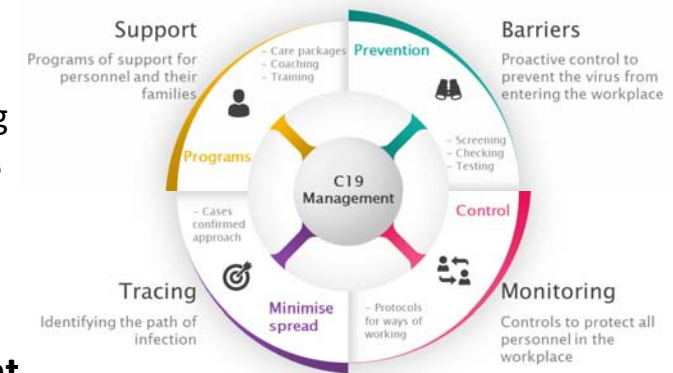 Support
Programs of support for
personnel and their
families
- Care packages
- Coaching
- Training
Programs
Prevention
Barriers
Proactive control to
prevent the virus from
entering the workplace
- Screening
- Checking
- Testing
C19
Management
- Cases
confirmed
approach
Tracing
Identifying the path of
infection
Minimise
spread
Control
- Protocols
for ways of
working
Monitoring
Controls to protect all
personnel in the
workplace